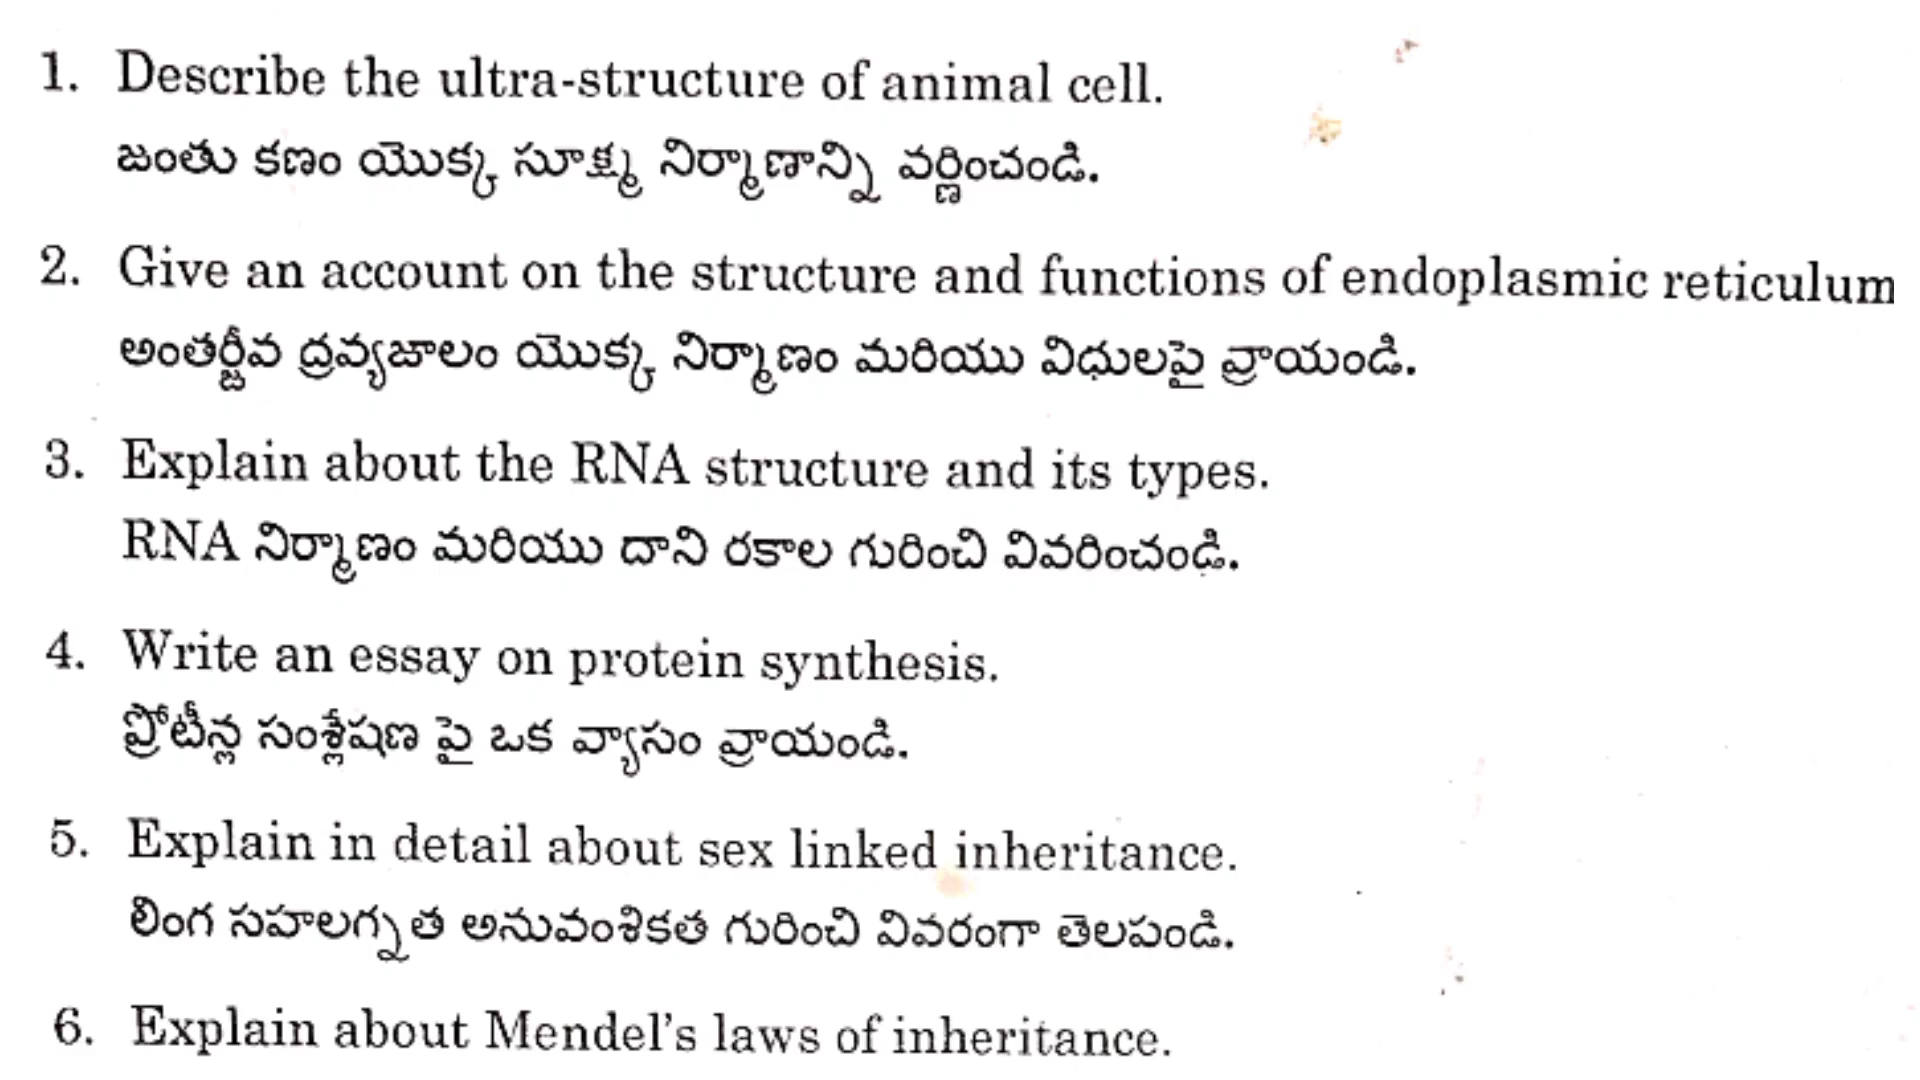 1. Describe the ultra-structure of animal cell.
జంతు కణం యొక్క సూక్ష్మ నిర్మాణాన్ని వర్ణించండి.
2. Give an account on the structure and functions of endoplasmic reticulum
అంతర్జీవ ద్రవ్యజాలం యొక్క నిర్మాణం మరియు విధులపై వ్రాయండి.
3. Explain about the RNA structure and its types.
RNA నిర్మాణం మరియు దాని రకాల గురించి వివరించండి.
4. Write an essay on protein synthesis.
ప్రోటీన్ల సంశ్లేషణ పై ఒక వ్యాసం వ్రాయండి.
5. Explain in detail about sex linked inheritance.
లింగ సహలగ్నత అనువంశికత గురించి వివరంగా తెలపండి.
6. Explain about Mendel's laws of inheritance.